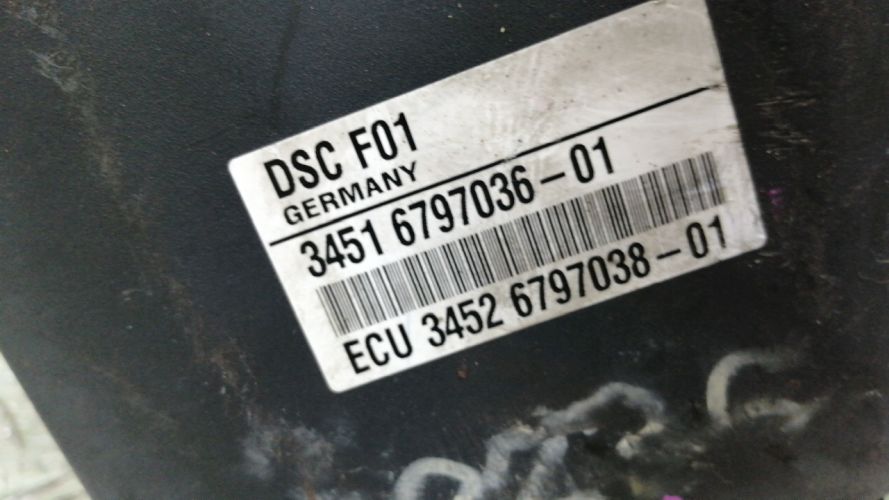 DSC F01
GERMANY
3451 6797036-01
ECU 3452 6797038-01